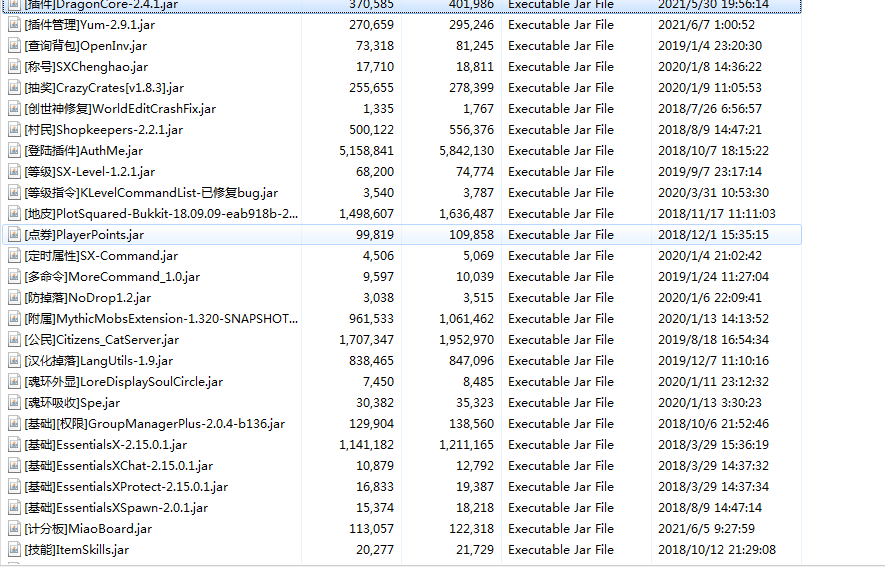 [插件]DragonCore-2.4.1.jar 370,585 401,986 Executable Jar File 2021/5/30 19:56:14
[插件管理]Yum-2.9.1.jar 270,659 295,246 Executable Jar File 2021/6/7 1:00:52
[查询背包]OpenInv.jar 73,318 81,245 Executable Jar File 2019/1/4 23:20:30
[称号]SXChenghao.jar 17,710 18,811 Executable Jar File 2020/1/8 14:36:22
[抽奖]CrazyCrates[v1.8.3].jar 255,655 278,399 Executable Jar File 2020/1/9 11:05:53
[创世神修复]WorldEditCrashFix.jar 1,335 1,767 Executable Jar File 2018/7/26 6:56:57
[村民]Shopkeepers-2.2.1.jar 500,122 556,376 Executable Jar File 2018/8/9 14:47:21
[登陆插件]AuthMe.jar 5,158,841 5,842,130 Executable Jar File 2018/10/7 18:15:22
[等级]SX-Level-1.2.1.jar 68,200 74,774 Executable Jar File 2019/9/7 23:17:14
[等级指令]KLevelCommandList-已修复bug.jar 3,540 3,787 Executable Jar File 2020/3/31 10:53:30
[地皮]PlotSquared-Bukkit-18.09.09-eab918b-2... 1,498,607 1,636,487 Executable Jar File 2018/11/17 11:11:03
[点券]PlayerPoints.jar 99,819 109,858 Executable Jar File 2018/12/1 15:35:15
[定时属性]SX-Command.jar 4,506 5,069 Executable Jar File 2020/1/4 21:02:42
[多命令]MoreCommand_1.0.jar 9,597 10,039 Executable Jar File 2019/1/24 11:27:04
[防掉落]NoDrop1.2.jar 3,038 3,515 Executable Jar File 2020/1/6 22:09:41
[附属]MythicMobsExtension-1.320-SNAPSHOT... 961,533 1,061,462 Executable Jar File 2020/1/13 14:13:52
[公民]Citizens_CatServer.jar 1,707,347 1,952,970 Executable Jar File 2019/8/18 16:54:34
[汉化掉落]LangUtils-1.9.jar 838,465 847,096 Executable Jar File 2019/12/7 11:10:16
[魂环外显]LoreDisplaySoulCircle.jar 7,450 8,485 Executable Jar File 2020/1/11 23:12:32
[魂环吸收]Spe.jar 30,382 35,323 Executable Jar File 2020/1/13 3:30:23
[基础][权限]GroupManagerPlus-2.0.4-b136.jar 129,904 138,560 Executable Jar File 2018/10/6 21:52:46
[基础]EssentialsX-2.15.0.1.jar 1,141,182 1,211,165 Executable Jar File 2018/3/29 15:36:19
[基础]EssentialsXChat-2.15.0.1.jar 10,879 12,792 Executable Jar File 2018/3/29 14:37:32
[基础]EssentialsXProtect-2.15.0.1.jar 16,833 19,387 Executable Jar File 2018/3/29 14:37:34
[基础]EssentialsXSpawn-2.0.1.jar 15,374 18,218 Executable Jar File 2018/8/9 14:47:14
[计分板]MiaoBoard.jar 113,057 122,318 Executable Jar File 2021/6/5 9:27:59
[技能]ItemSkills.jar 20,277 21,729 Executable Jar File 2018/10/12 21:29:08